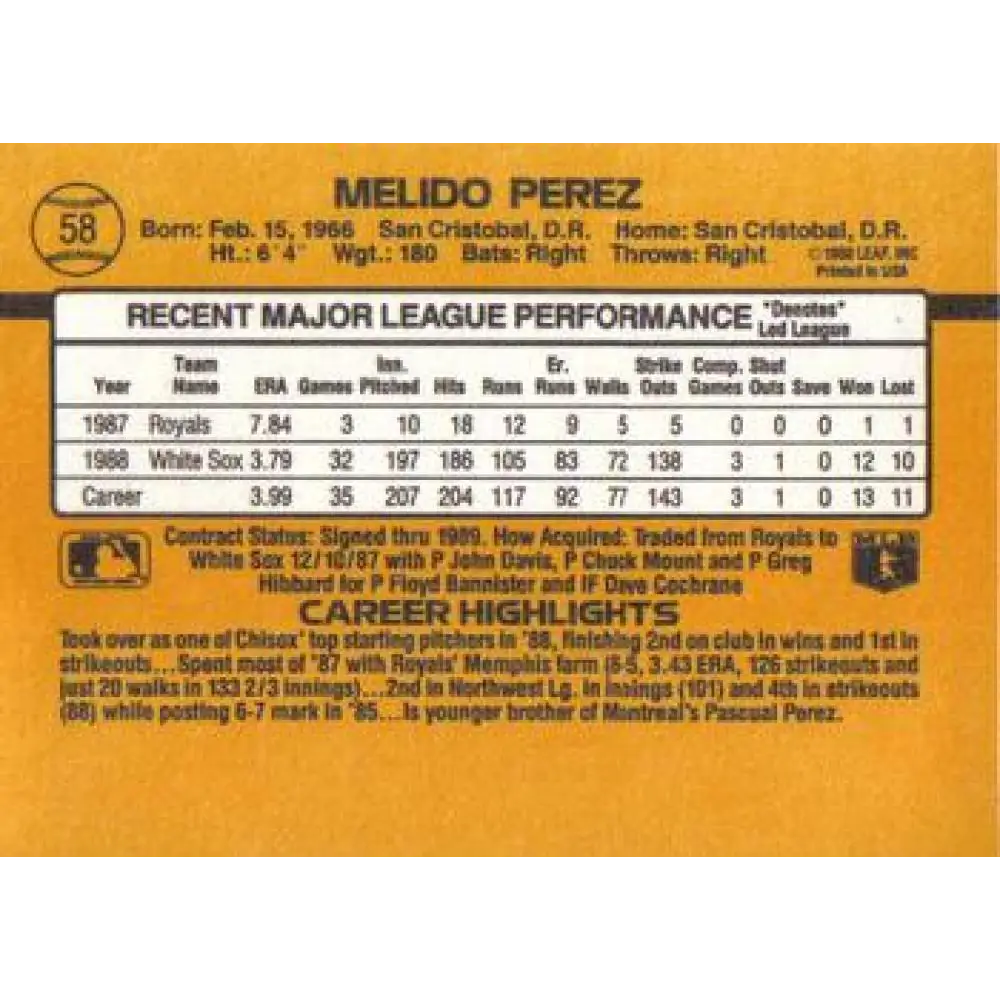 58
MELIDO PEREZ
Born: Feb. 15, 1966 San Cristobal, D.R. Home: San Cristobal, D.R.
Ht.: 6'4" Wgt.: 180 Bats: Right Throws: Right
© LEAF, INC
Printed in USA
RECENT MAJOR LEAGUE PERFORMANCE "Denotes" Led League
Year Team Name ERA Games Inn. Pitched Hits Runs Er. Runs Walks Strike Outs Comp. Games Shut Outs Save Won Lost
1987 Royals 7.84 3 10 18 12 9 5 5 0 0 0 1 1
1988 White Sox 3.79 32 197 186 105 83 72 138 3 1 0 12 10
Career 3.99 35 207 204 117 92 77 143 3 1 0 13 11
Contract Status: Signed thru 1989. How Acquired: Traded from Royals to
White Sox 12/10/87 with P John Davis, P Chuck Mount and P Greg
Hibbard for P Floyd Bannister and IF Dave Cochrane
CAREER HIGHLIGHTS
Took over as one of Chisox' top starting pitchers in '88, finishing 2nd on club in wins and 1st in
strikeouts...Spent most of '87 with Royals' Memphis farm (8-5, 3.43 ERA, 126 strikeouts and
just 20 walks in 133 2/3 innings)...2nd in Northwest Lg. in innings (101) and 4th in strikeouts
(88) while posting 6-7 mark in '85...Is younger brother of Montreal's Pascual Perez.